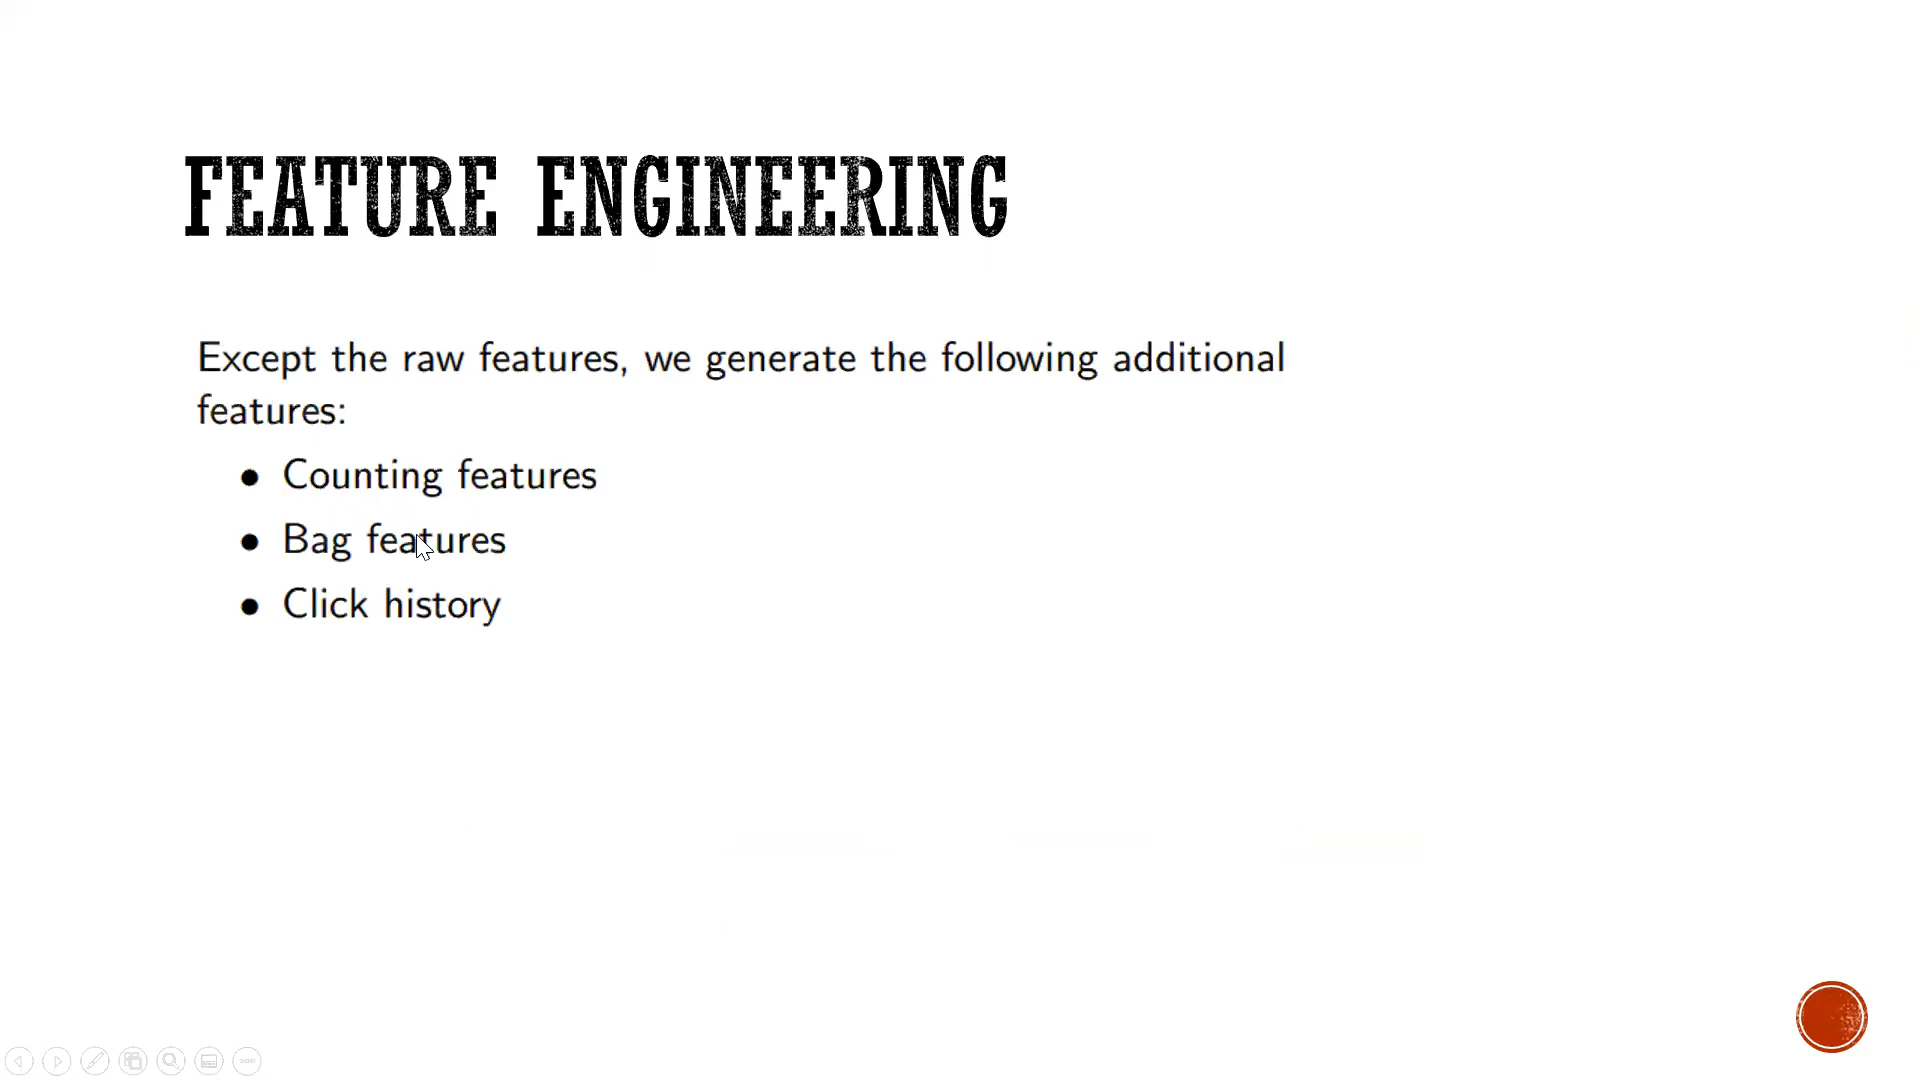 FEATURE ENGINEERING
Except the raw features, we generate the following additional
features:
• Counting features
• Bag features
• Click history